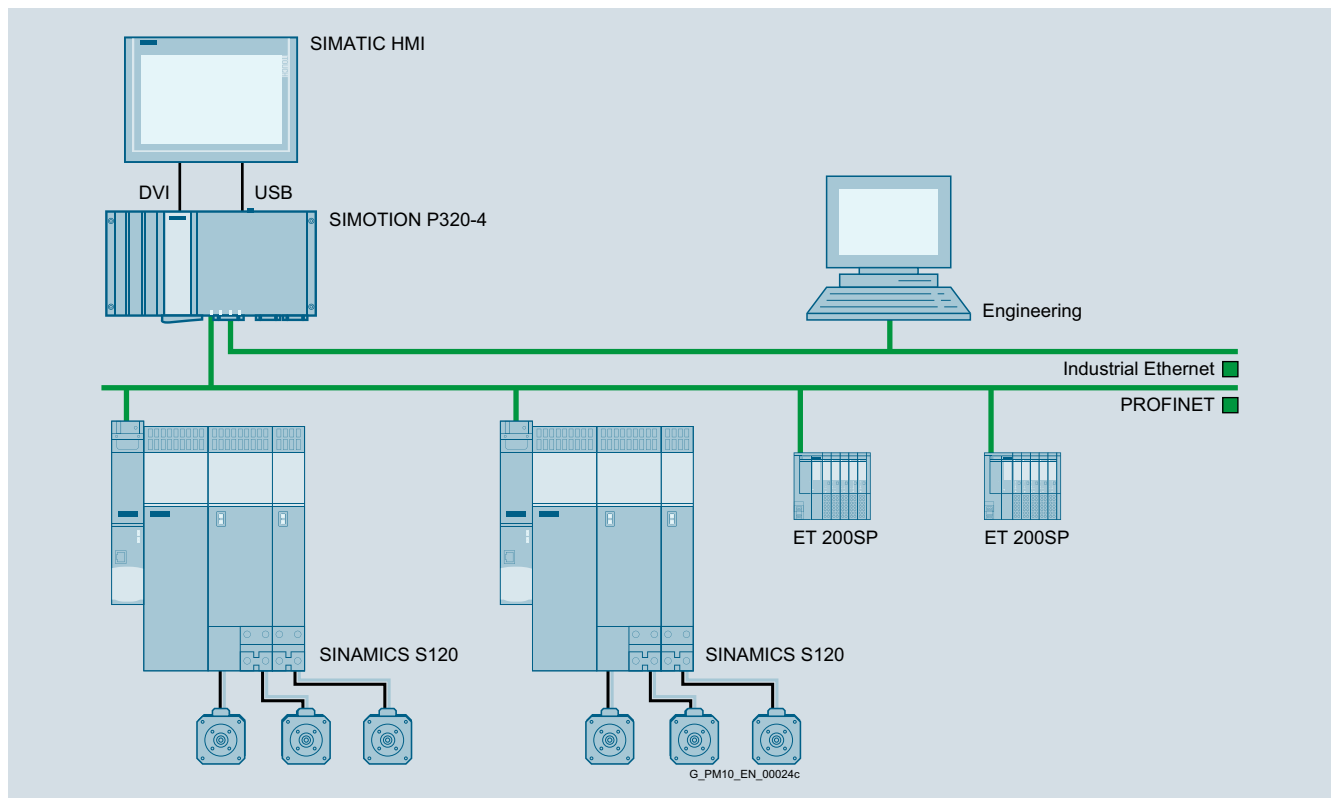 SIMATIC HMI
DVI
USB
SIMOTION P320-4
Engineering
Industrial Ethernet
PROFINET
ET 200SP
ET 200SP
SINAMICS S120
SINAMICS S120
G_PM10_EN_00024c